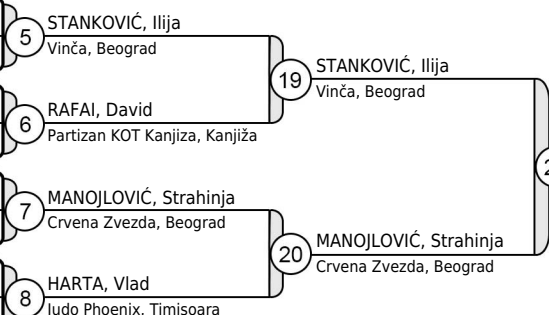 5
STANKOVIĆ, Ilija
Vinča, Beograd
6
RAFAI, David
Partizan KOT Kanjiza, Kanjiža
7
MANOJLOVIĆ, Strahinja
Crvena Zvezda, Beograd
8
HARTA, Vlad
Judo Phoenix, Timisoara
19
STANKOVIĆ, Ilija
Vinča, Beograd
20
MANOJLOVIĆ, Strahinja
Crvena Zvezda, Beograd